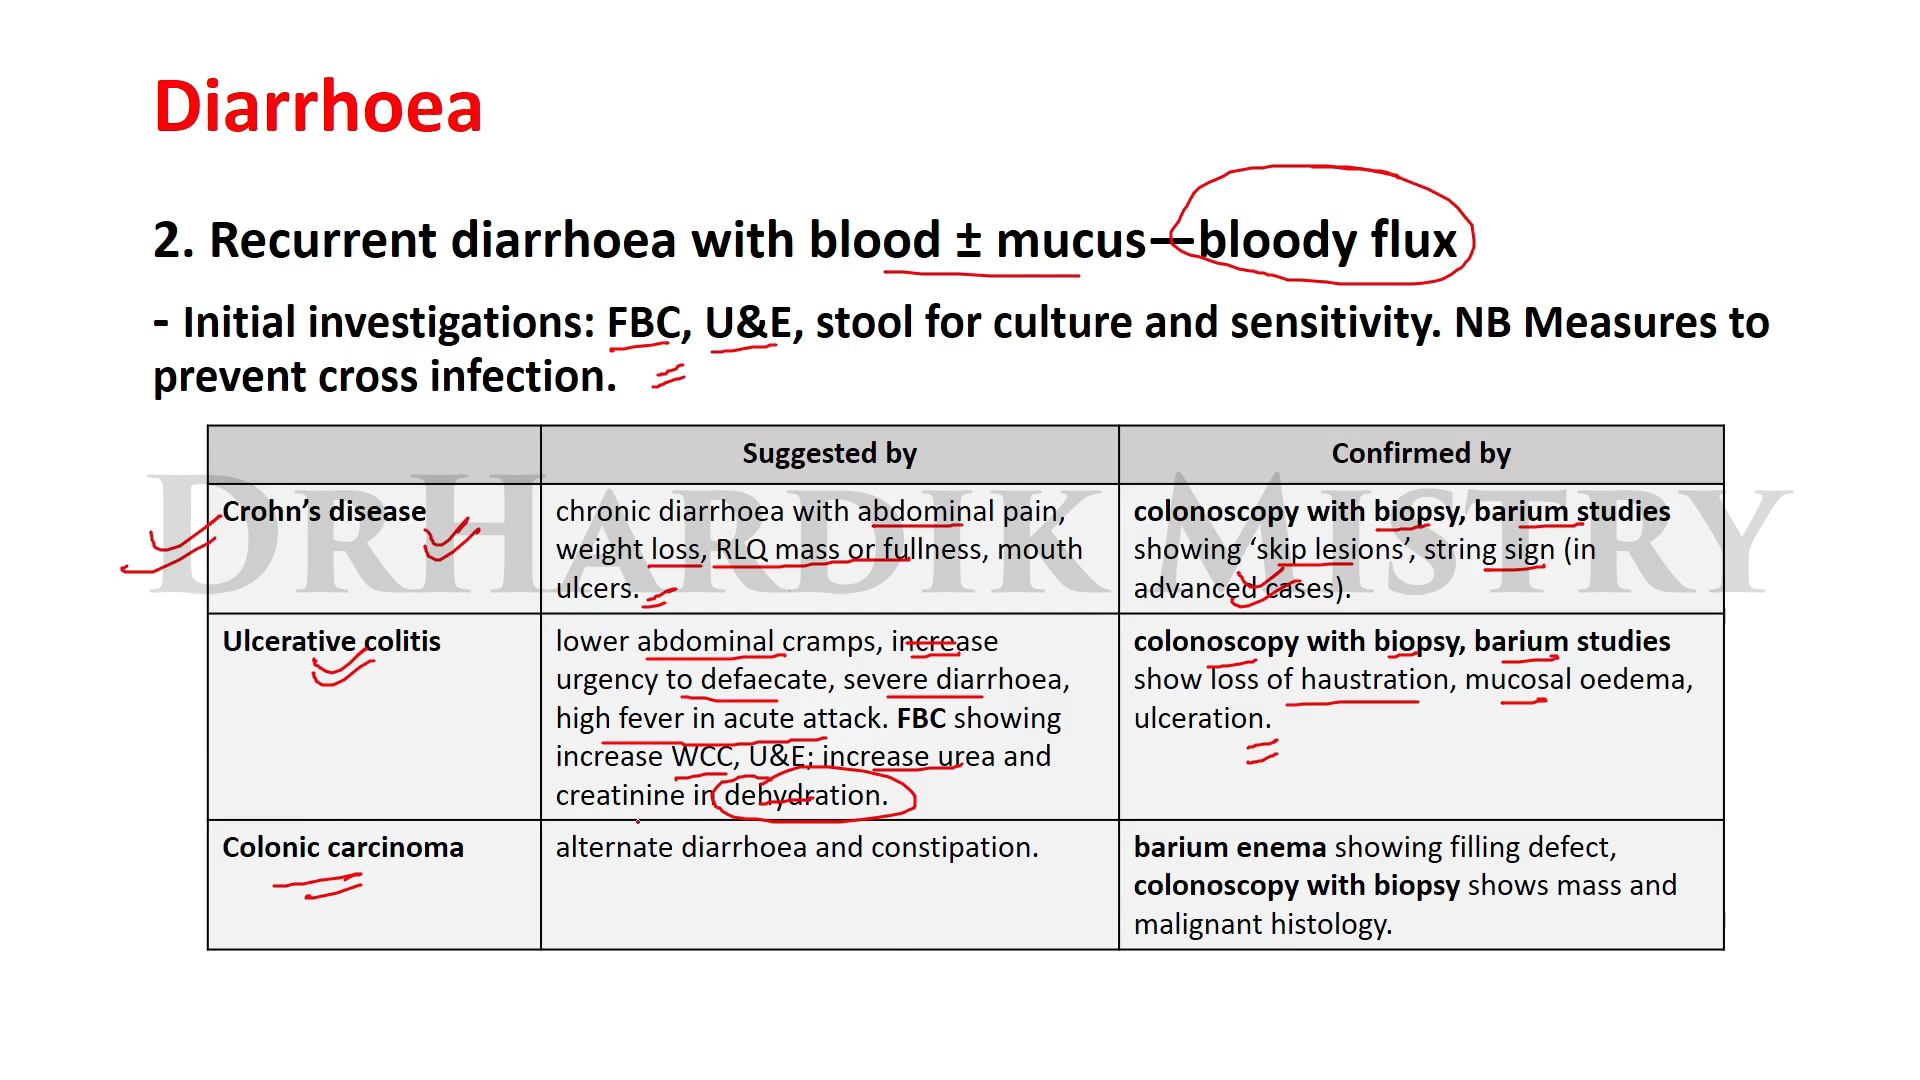 Diarrhoea
2. Recurrent diarrhoea with blood ± mucus—bloody flux
- Initial investigations: FBC, U&E, stool for culture and sensitivity. NB Measures to
prevent cross infection.
Suggested by
Confirmed by
Crohn’s disease
chronic diarrhoea with abdominal pain,
weight loss, RLQ mass or fullness, mouth
ulcers.
colonoscopy with biopsy, barium studies
showing ‘skip lesions’, string sign (in
advanced cases).
Ulcerative colitis
lower abdominal cramps, increase
urgency to defaecate, severe diarrhoea,
high fever in acute attack. FBC showing
increase WCC, U&E; increase urea and
creatinine in dehydration.
colonoscopy with biopsy, barium studies
show loss of haustration, mucosal oedema,
ulceration.
Colonic carcinoma
alternate diarrhoea and constipation.
barium enema showing filling defect,
colonoscopy with biopsy shows mass and
malignant histology.
DRHARDIK MISTRY